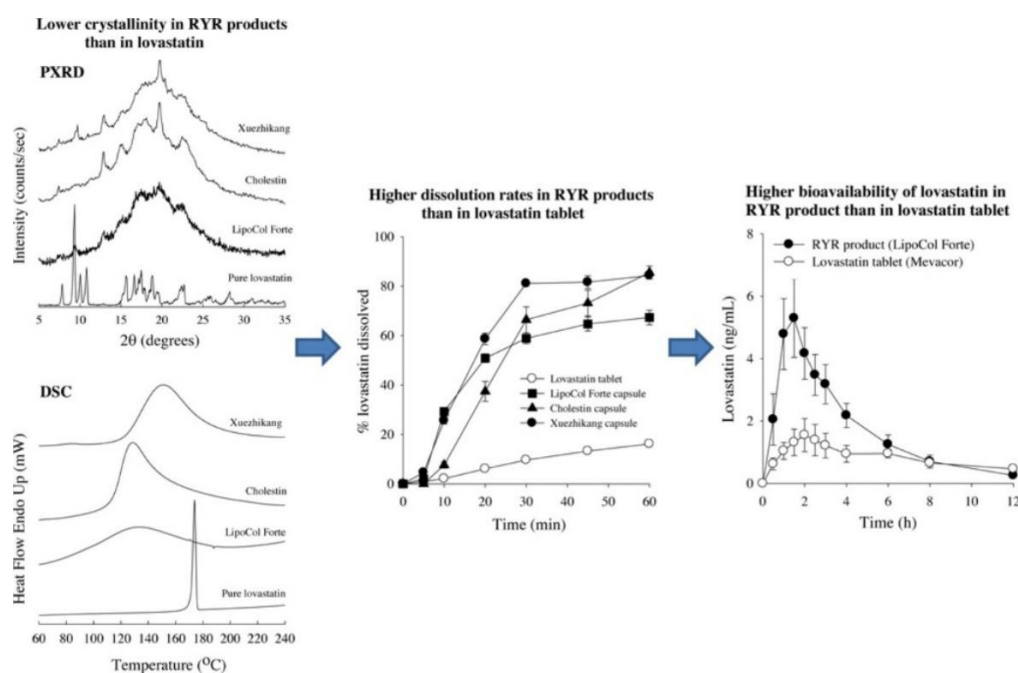 Lower crystallinity in RYR products
than in lovastatin
PXRD
Intensity (counts/sec)
Xuezhikang
Cholestin
LipoCol Forte
Pure lovastatin
5 10 15 20 25 30 35
2θ (degrees)
DSC
Heat Flow Endo Up (mW)
Xuezhikang
Cholestin
LipoCol Forte
Pure lovastatin
60 80 100 120 140 160 180 200 220 240
Temperature (⁰C)
Higher dissolution rates in RYR products
than in lovastatin tablet
% lovastatin dissolved
100
80
60
40
20
0
Lovastatin tablet
LipoCol Forte capsule
Cholestin capsule
Xuezhikang capsule
0 10 20 30 40 50 60
Time (min)
Higher bioavailability of lovastatin in
RYR product than in lovastatin tablet
Lovastatin (ng/mL)
8
6
4
2
0
RYR product (LipoCol Forte)
Lovastatin tablet (Mevacor)
0 2 4 6 8 10 12
Time (h)